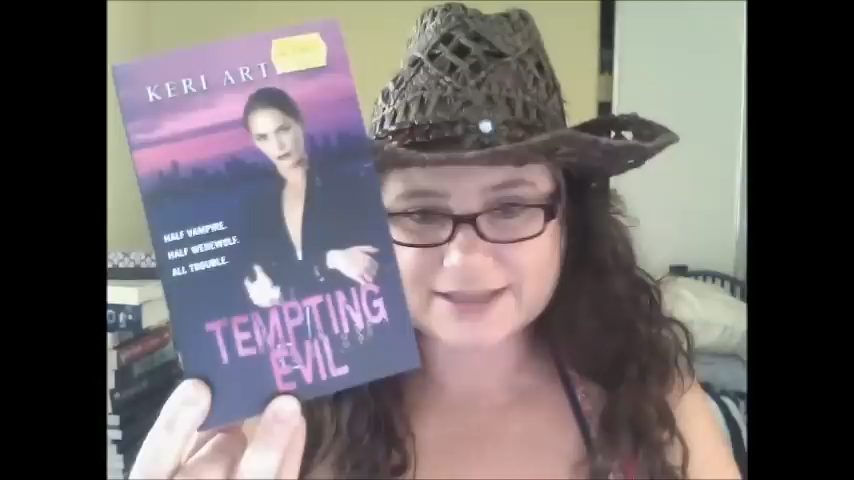 KERI ART
HALF VAMPIRE.
HALF WEREWOLF.
ALL TROUBLE.
TEMPTING
EVIL